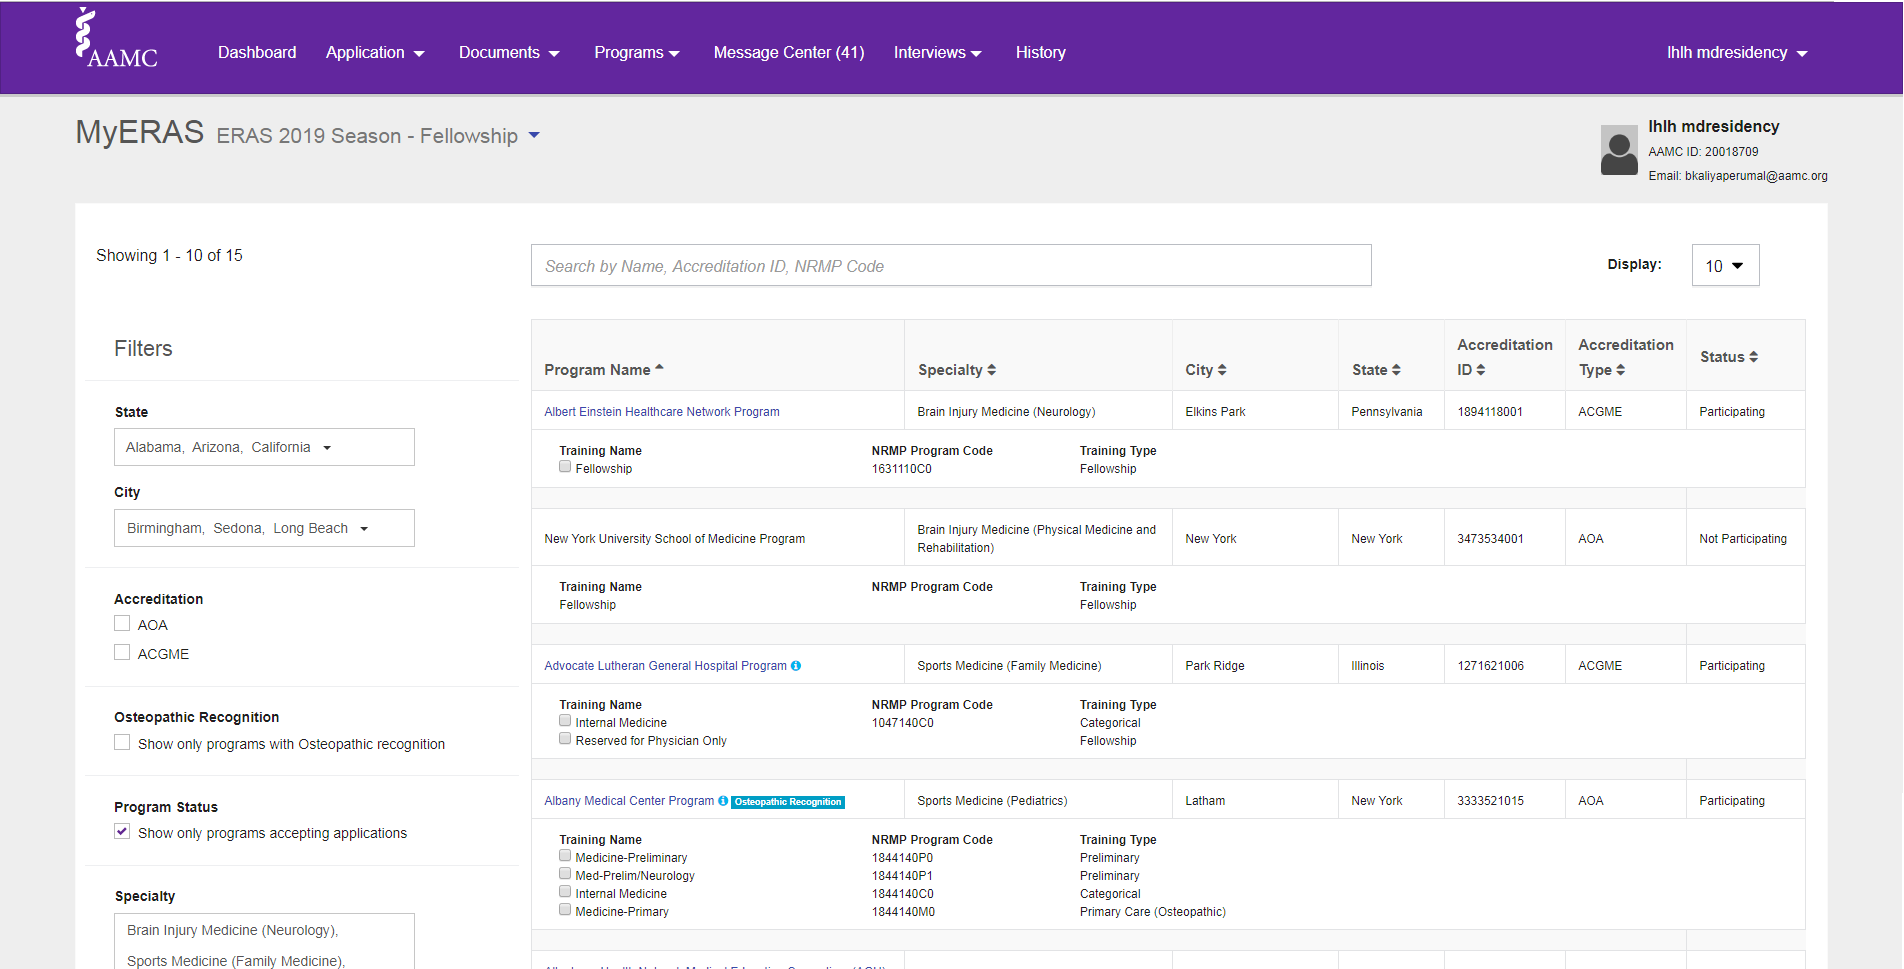 AAMC
Dashboard Application Documents Programs Message Center (41) Interviews History lhlh mdresidency
MyERAS ERAS 2019 Season - Fellowship
lhlh mdresidency
AAMC ID: 20018709
Email: bkaliyaperumal@aamc.org
Showing 1 - 10 of 15
Search by Name, Accreditation ID, NRMP Code
Display: 10
Filters
State
Alabama, Arizona, California
City
Birmingham, Sedona, Long Beach
Accreditation
AOA
ACGME
Osteopathic Recognition
Show only programs with Osteopathic recognition
Program Status
Show only programs accepting applications
Specialty
Brain Injury Medicine (Neurology),
Sports Medicine (Family Medicine),
Program Name Specialty City State Accreditation ID Accreditation Type Status
Albert Einstein Healthcare Network Program Brain Injury Medicine (Neurology) Elkins Park Pennsylvania 1894118001 ACGME Participating
Training Name NRMP Program Code Training Type
Fellowship 1631110C0 Fellowship
New York University School of Medicine Program Brain Injury Medicine (Physical Medicine and Rehabilitation) New York New York 3473534001 AOA Not Participating
Training Name NRMP Program Code Training Type
Fellowship Fellowship
Advocate Lutheran General Hospital Program Sports Medicine (Family Medicine) Park Ridge Illinois 1271621006 ACGME Participating
Training Name NRMP Program Code Training Type
Internal Medicine 1047140C0 Categorical
Reserved for Physician Only Fellowship
Albany Medical Center Program Osteopathic Recognition Sports Medicine (Pediatrics) Latham New York 3333521015 AOA Participating
Training Name NRMP Program Code Training Type
Medicine-Preliminary 1844140P0 Preliminary
Med-Prelim/Neurology 1844140P1 Preliminary
Internal Medicine 1844140C0 Categorical
Medicine-Primary 1844140M0 Primary Care (Osteopathic)